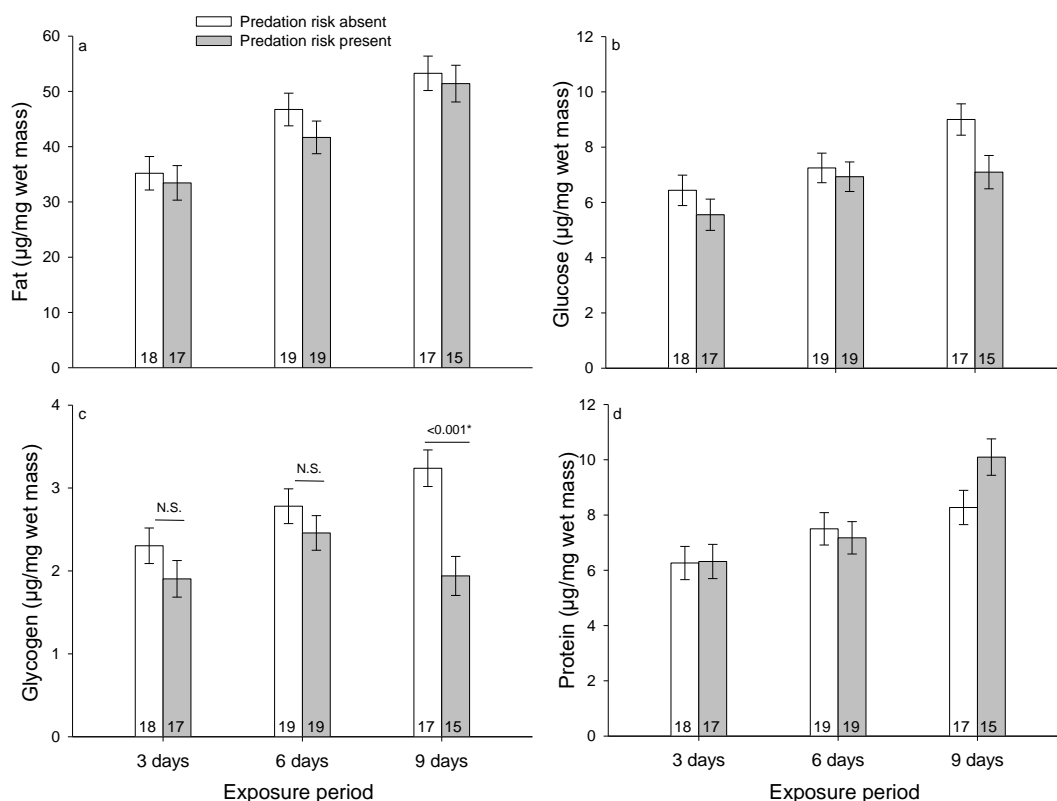 Predation risk absent
Predation risk present
a
60
50
40
30
20
10
0
Fat (µg/mg wet mass)
18 17 19 19 17 15
b
12
10
8
6
4
2
0
Glucose (µg/mg wet mass)
18 17 19 19 17 15
c
4
3
2
1
0
Glycogen (µg/mg wet mass)
N.S.
N.S.
<0.001*
18 17 19 19 17 15
3 days 6 days 9 days
Exposure period
d
12
10
8
6
4
2
0
Protein (µg/mg wet mass)
18 17 19 19 17 15
3 days 6 days 9 days
Exposure period